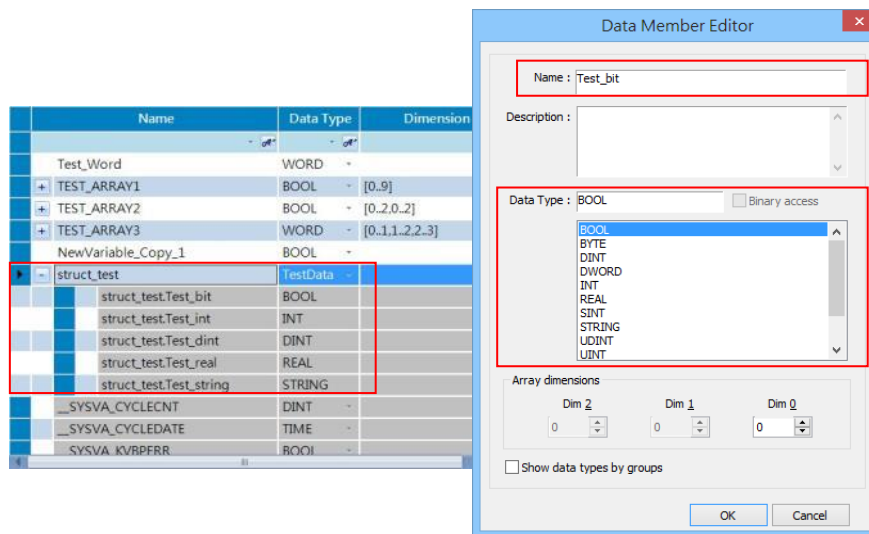 Name Data Type Dimension
Test_Word WORD
TEST_ARRAY1 BOOL [0..9]
TEST_ARRAY2 BOOL [0..2,0..2]
TEST_ARRAY3 WORD [0..1,1..2,2..3]
NewVariable_Copy_1 BOOL
struct_test TestData
struct_test.Test_bit BOOL
struct_test.Test_int INT
struct_test.Test_dint DINT
struct_test.Test_real REAL
struct_test.Test_string STRING
__SYSVA_CYCLECNT DINT
__SYSVA_CYCLEDATE TIME
__SYSVA_KVBPERR BOOL
Data Member Editor
Name : Test_bit
Description :
Data Type : BOOL Binary access
BOOL
BYTE
DINT
DWORD
INT
REAL
SINT
STRING
UDINT
UINT
Array dimensions
Dim 2 Dim 1 Dim 0
0 0 0
Show data types by groups
OK Cancel